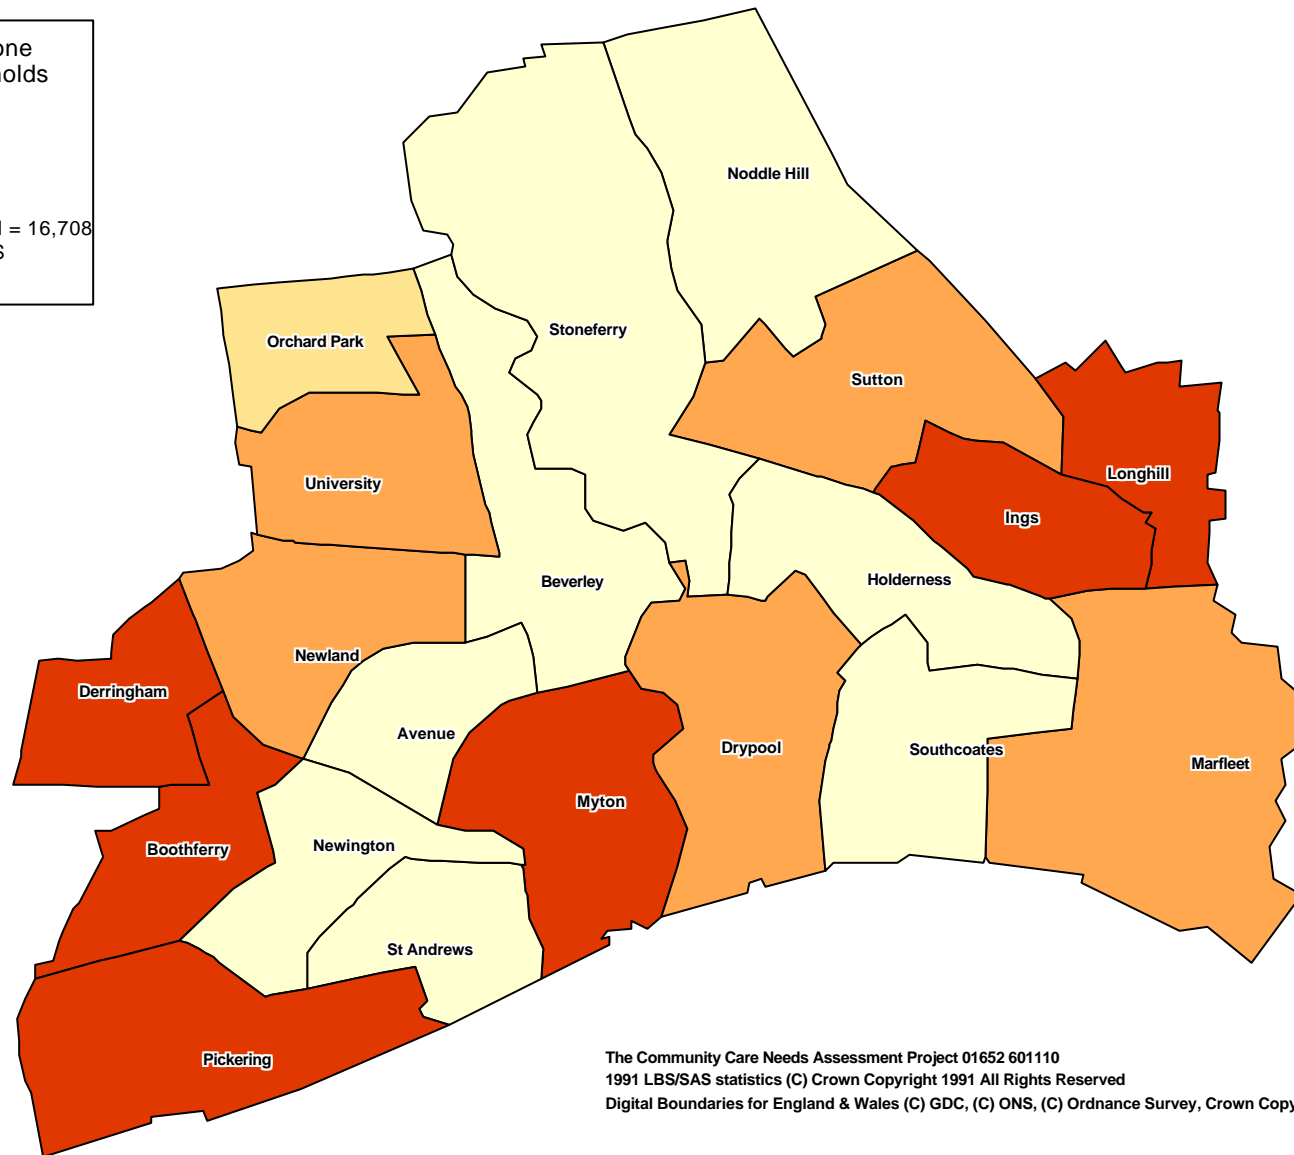 one
olds
= 16,708
Noddle Hill
Stoneferry
Orchard Park
Sutton
Longhill
University
Ings
Beverley
Holderness
Newland
Derringham
Avenue
Drypool
Southcoates
Marfleet
Myton
Newington
Boothferry
St Andrews
Pickering
The Community Care Needs Assessment Project 01652 601110
1991 LBS/SAS statistics (C) Crown Copyright 1991 All Rights Reserved
Digital Boundaries for England & Wales (C) GDC, (C) ONS, (C) Ordnance Survey, Crown Copy